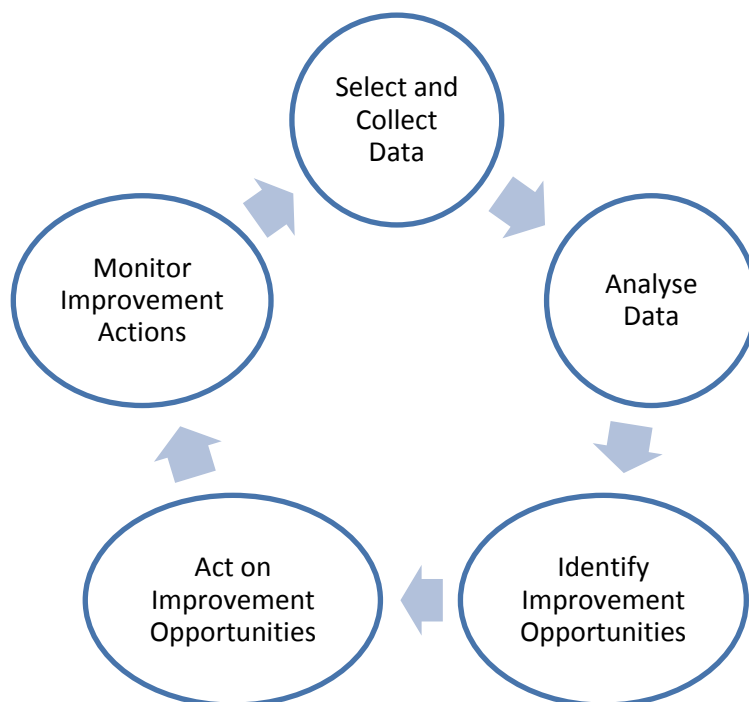 Select and
Collect
Data
Analyse
Data
Identify
Improvement
Opportunities
Act on
Improvement
Opportunities
Monitor
Improvement
Actions